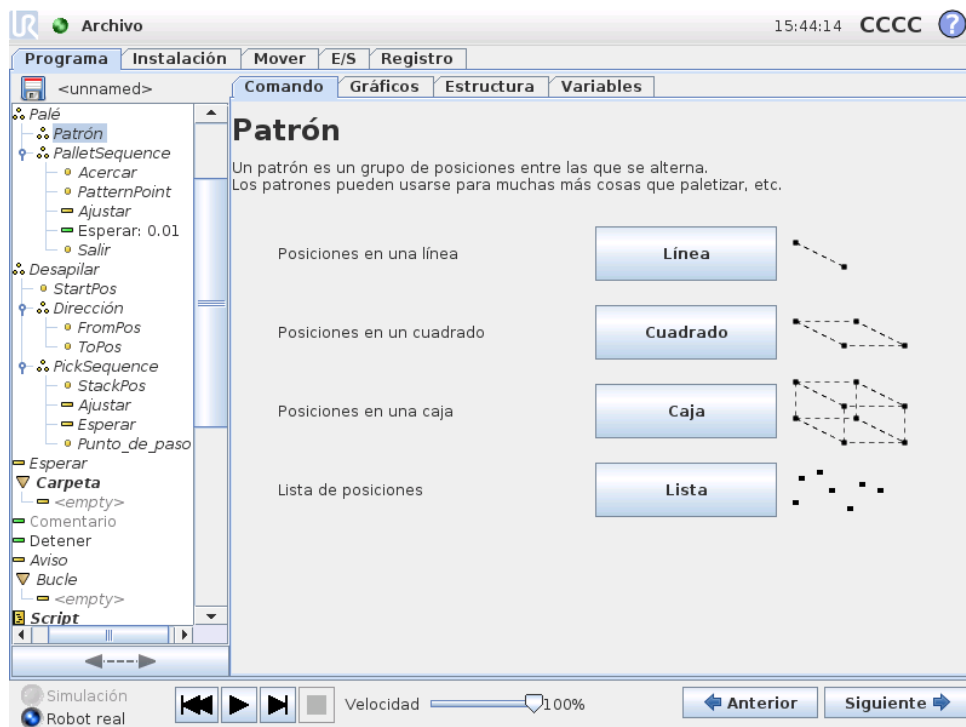 UR Archivo 15:44:14 CCCC ?
Programa Instalación Mover E/S Registro
<unnamed>
Comando Gráficos Estructura Variables
Palé
Patrón
PalletSequence
Acercar
PatternPoint
Ajustar
Esperar: 0.01
Salir
Desapilar
StartPos
Dirección
FromPos
ToPos
PickSequence
StackPos
Ajustar
Esperar
Punto_de_paso
Esperar
Carpeta
<empty>
Comentario
Detener
Aviso
Bucle
<empty>
Script
Patrón
Un patrón es un grupo de posiciones entre las que se alterna.
Los patrones pueden usarse para muchas más cosas que paletizar, etc.
Posiciones en una línea Línea
Posiciones en un cuadrado Cuadrado
Posiciones en una caja Caja
Lista de posiciones Lista
Simulación
Robot real
Velocidad 100%
Anterior Siguiente